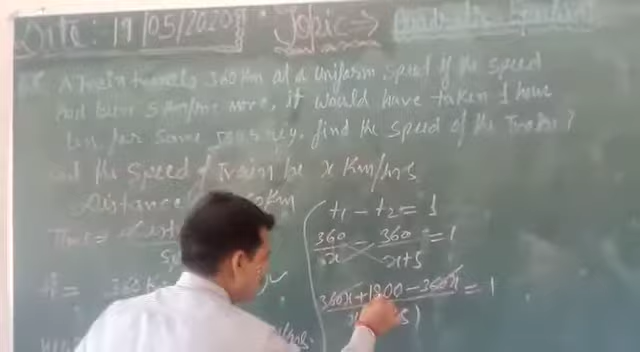 Date: 19/05/2020 Topic → Quadratic Equation
A train travels 360 km at a uniform speed if the speed
had been 5 km/hr more, it would have taken 1 hour
less for same journey, find the speed of the Train?
Let the speed of train be x Km/hrs
Distance
Time =
t =
t₁ - t₂ = 1
360/x - 360/x+5 = 1
360x + 1800 - 360x = 1